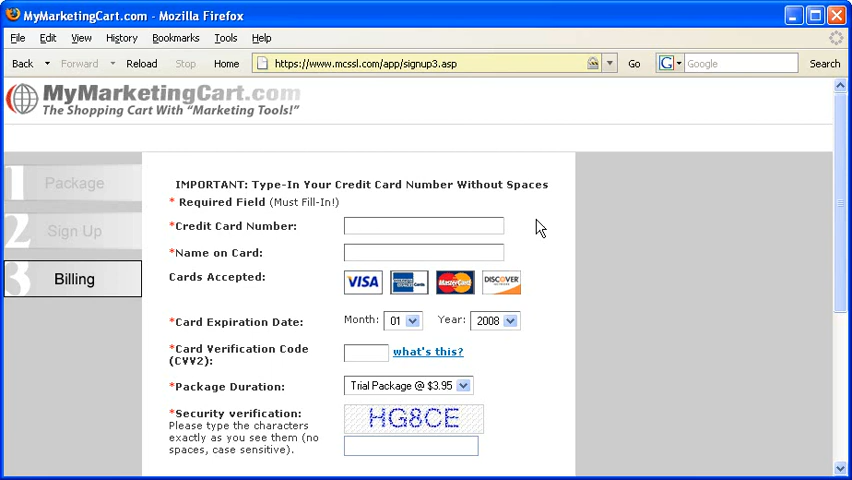 MyMarketingCart.com - Mozilla Firefox
File Edit View History Bookmarks Tools Help
Back Forward Reload Stop Home https://www.mcssl.com/app/signup3.asp Go G Google Search
MyMarketingCart.com
The Shopping Cart With "Marketing Tools!"
1 Package
2 Sign Up
3 Billing
IMPORTANT: Type-In Your Credit Card Number Without Spaces
* Required Field (Must Fill-In!)
*Credit Card Number:
*Name on Card:
Cards Accepted: VISA AMERICAN EXPRESS Cards MasterCard DISCOVER
*Card Expiration Date: Month: 01 Year: 2008
*Card Verification Code (CVV2): what's this?
*Package Duration: Trial Package @ $3.95
*Security verification: HG8CE
Please type the characters
exactly as you see them (no
spaces, case sensitive).